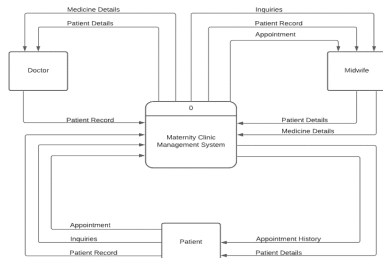 Medicine Details
Inquiries
Patient Details
Patient Record
Appointment
Doctor
Midwife
0
Patient Record
Patient Details
Medicine Details
Maternity Clinic
Management System
Appointment
Inquiries
Patient Record
Patient
Appointment History
Patient Details